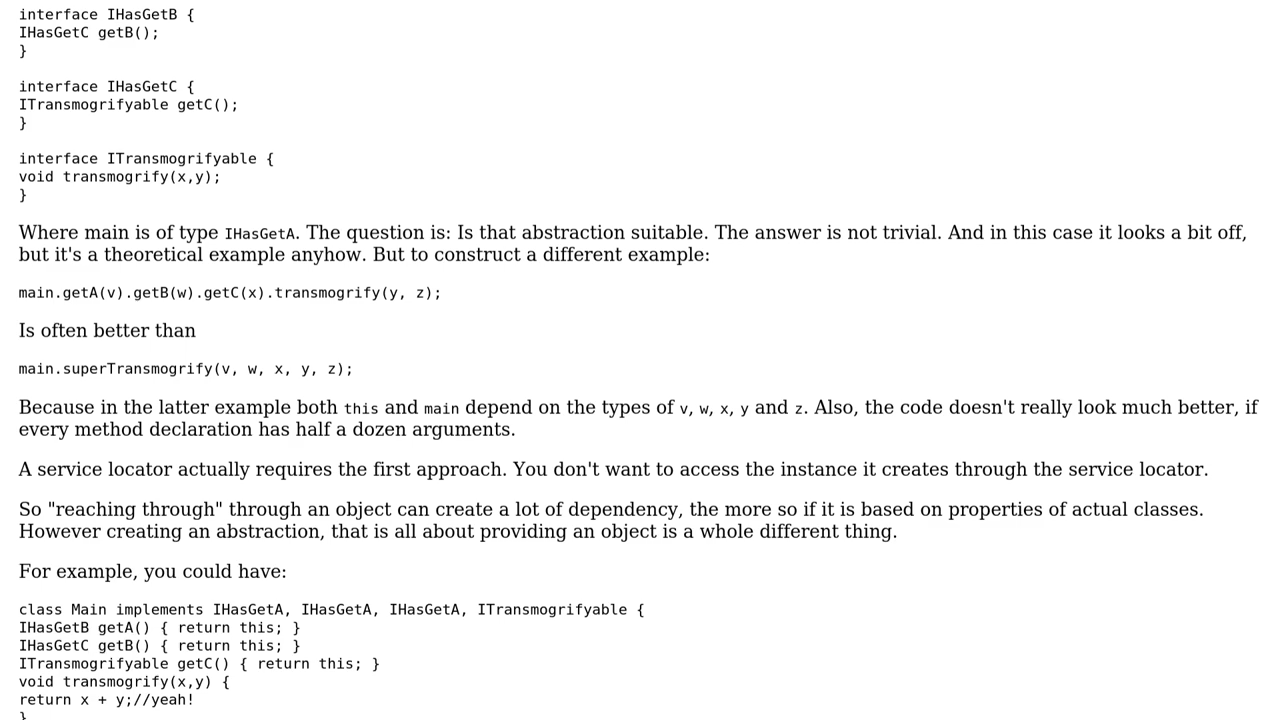 interface IHasGetB {
IHasGetC getB();
}
interface IHasGetC {
ITransmogrifyable getC();
}
interface ITransmogrifyable {
void transmogrify(x,y);
}
Where main is of type IHasGetA. The question is: Is that abstraction suitable. The answer is not trivial. And in this case it looks a bit off,
but it's a theoretical example anyhow. But to construct a different example:
main.getA(v).getB(w).getC(x).transmogrify(y, z);
Is often better than
main.superTransmogrify(v, w, x, y, z);
Because in the latter example both this and main depend on the types of v, w, x, y and z. Also, the code doesn't really look much better, if
every method declaration has half a dozen arguments.
A service locator actually requires the first approach. You don't want to access the instance it creates through the service locator.
So "reaching through" through an object can create a lot of dependency, the more so if it is based on properties of actual classes.
However creating an abstraction, that is all about providing an object is a whole different thing.
For example, you could have:
class Main implements IHasGetA, IHasGetA, IHasGetA, ITransmogrifyable {
IHasGetB getA() { return this; }
IHasGetC getB() { return this; }
ITransmogrifyable getC() { return this; }
void transmogrify(x,y) {
return x + y;//yeah!
}